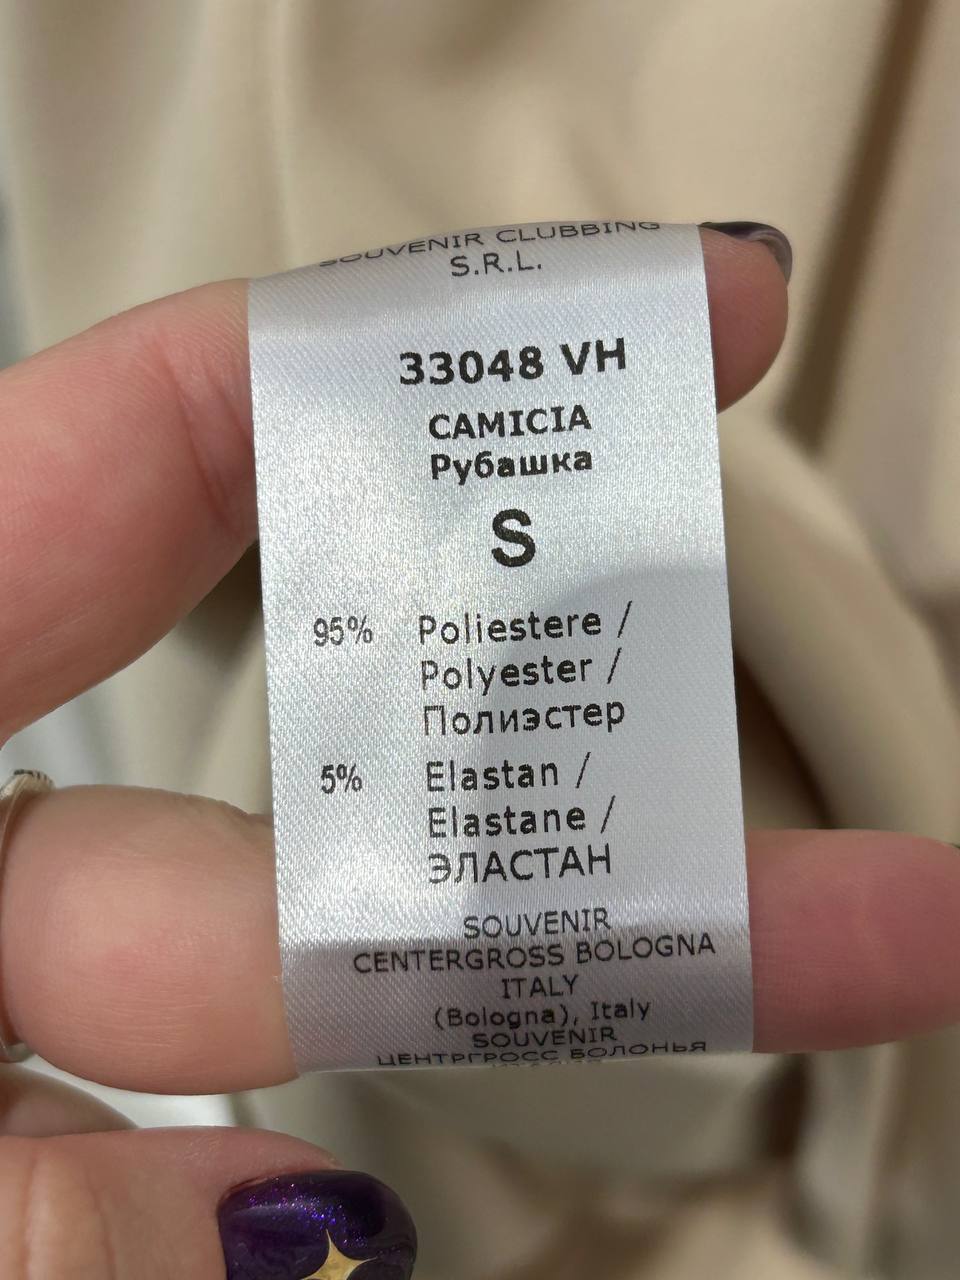 SOUVENIR CLUBBING
S.R.L.
33048 VH
CAMICIA
Рубашка
S
95% Poliestere /
Polyester /
Полиэстер
5% Elastan /
Elastane /
ЭЛАСТАН
SOUVENIR
CENTERGROSS BOLOGNA
ITALY
(Bologna), Italy
SOUVENIR
ЦЕНТРГРОСС БОЛОНЬЯ